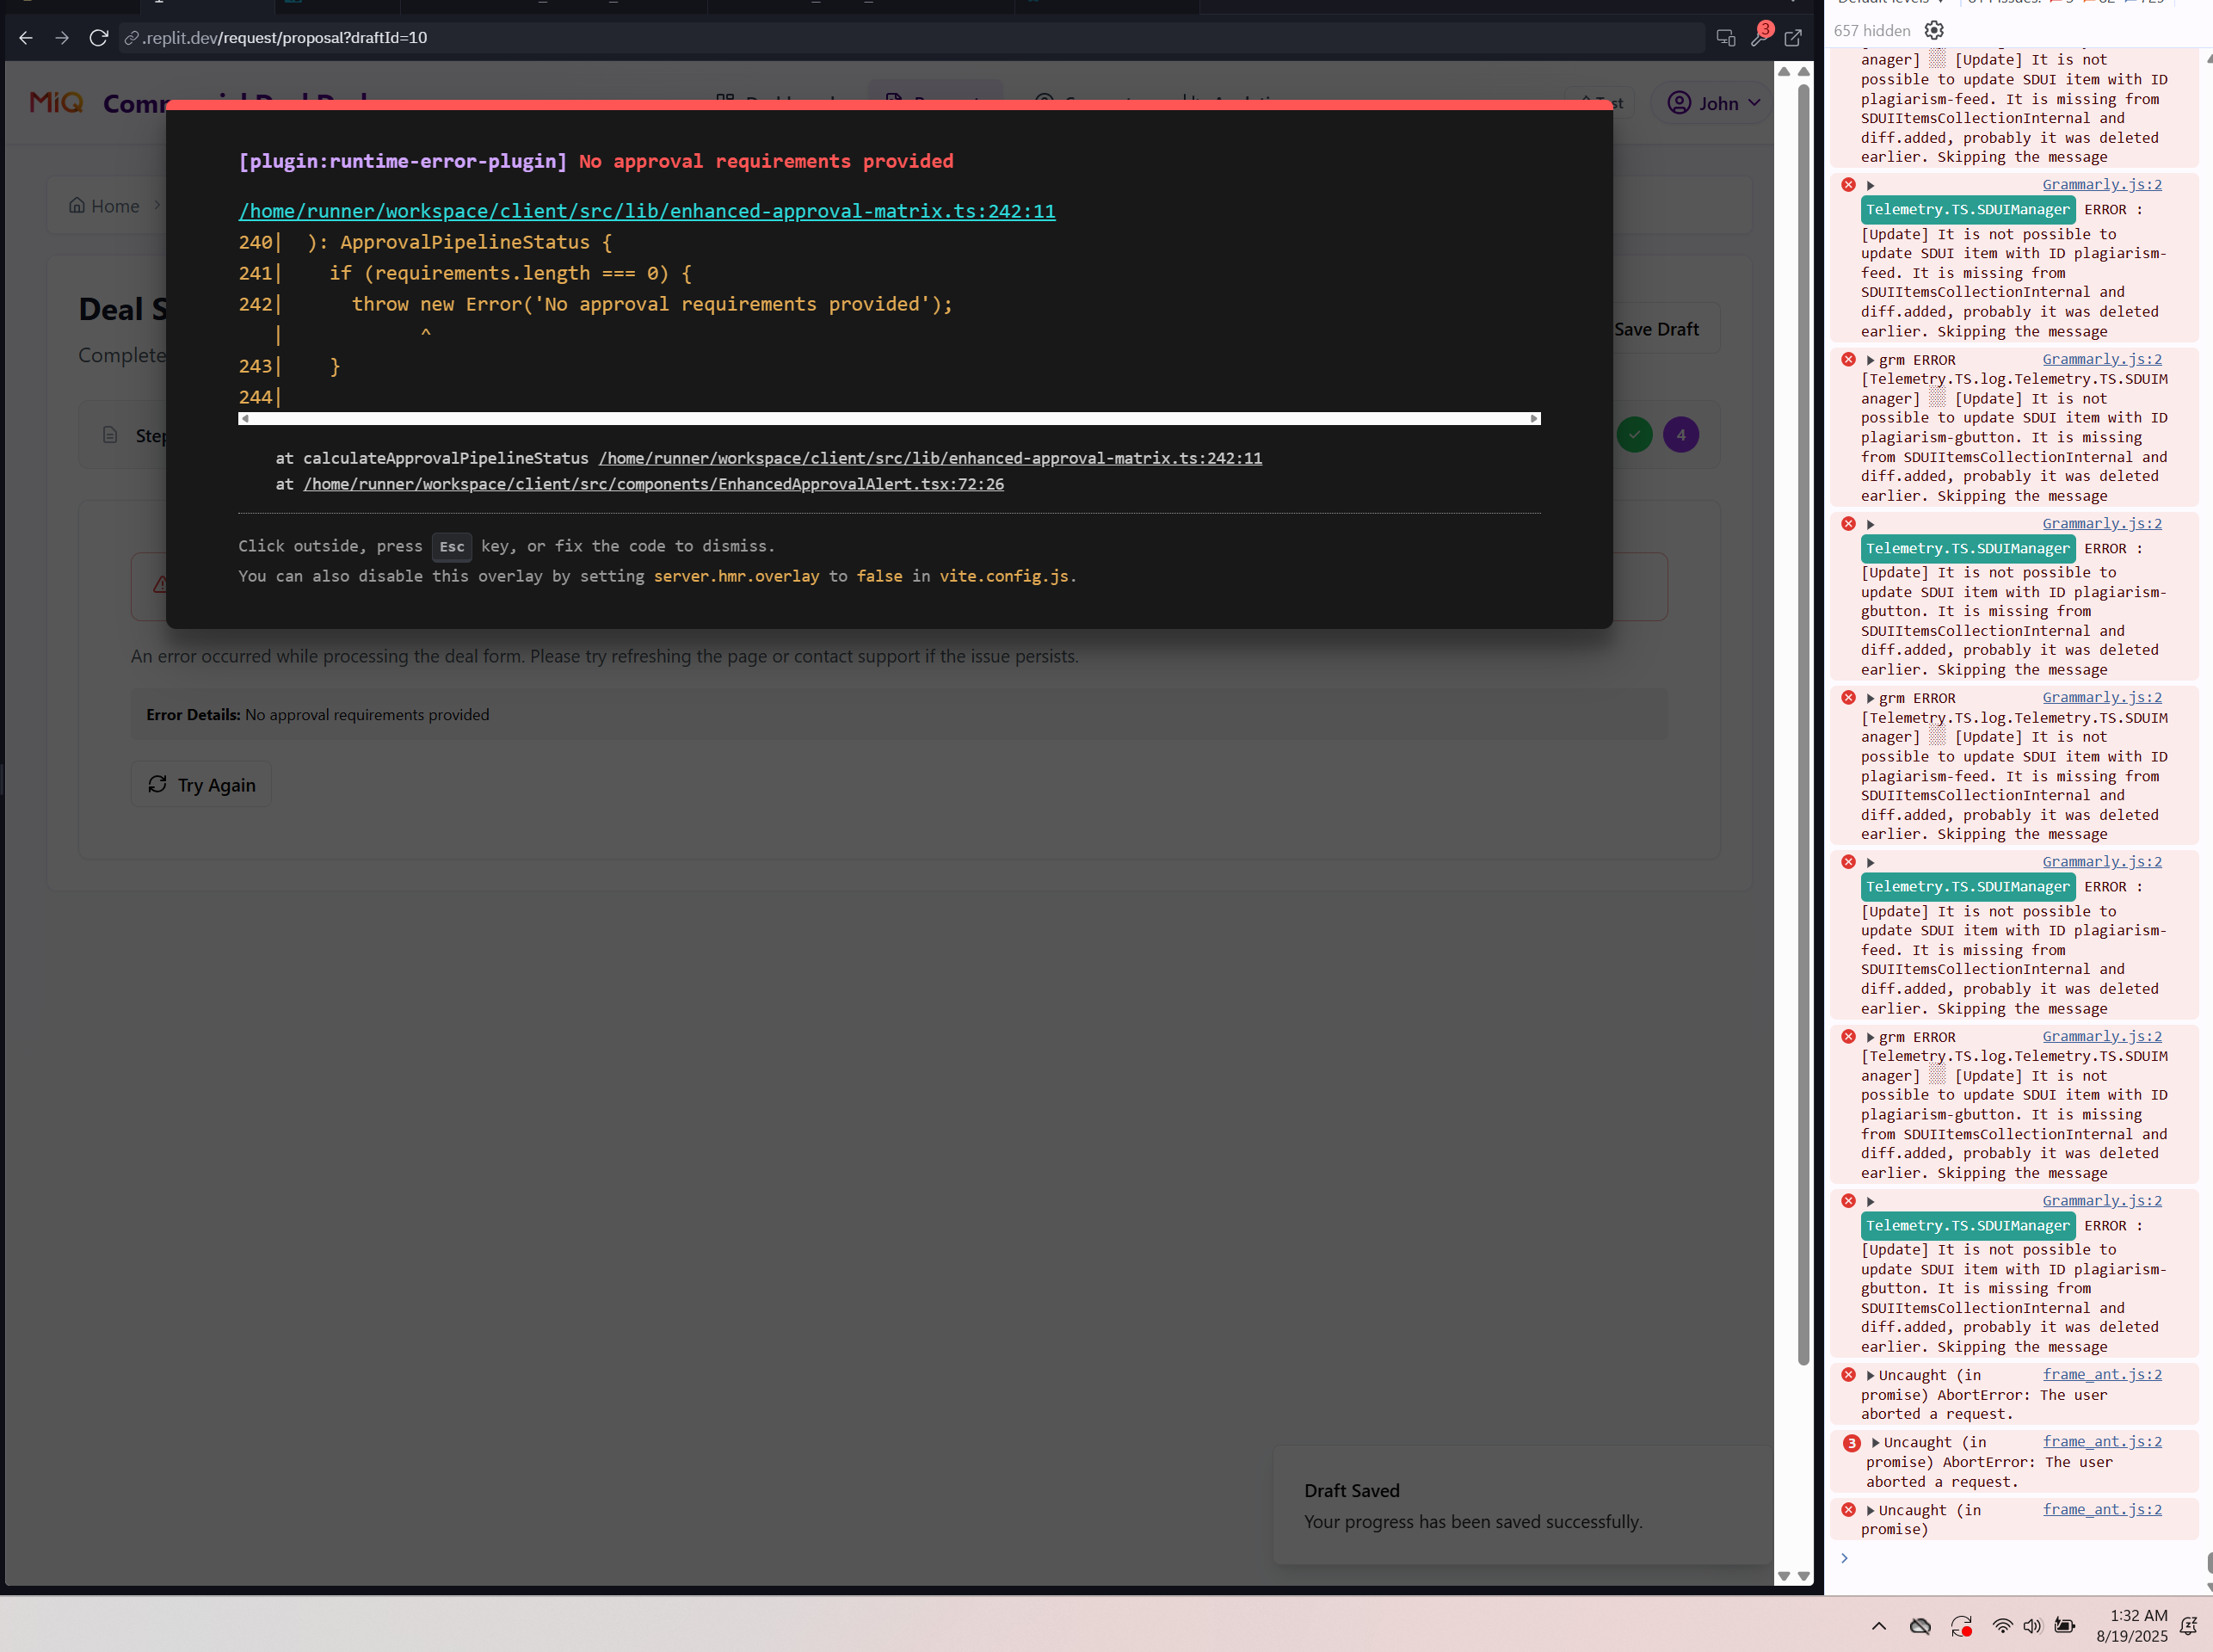 .replit.dev/request/proposal?draftId=10
3
MiQ
John
[plugin:runtime-error-plugin] No approval requirements provided
/home/runner/workspace/client/src/lib/enhanced-approval-matrix.ts:242:11
240|  ): ApprovalPipelineStatus {
241|    if (requirements.length === 0) {
242|      throw new Error('No approval requirements provided');
   |            ^
243|    }
244|
at calculateApprovalPipelineStatus /home/runner/workspace/client/src/lib/enhanced-approval-matrix.ts:242:11
at /home/runner/workspace/client/src/components/EnhancedApprovalAlert.tsx:72:26
Click outside, press Esc key, or fix the code to dismiss.
You can also disable this overlay by setting server.hmr.overlay to false in vite.config.js.
Home
Deal S
Complete
Save Draft
Step
4
An error occurred while processing the deal form. Please try refreshing the page or contact support if the issue persists.
Error Details: No approval requirements provided
Try Again
Draft Saved
Your progress has been saved successfully.
657 hidden
anager] ░░ [Update] It is not
possible to update SDUI item with ID
plagiarism-feed. It is missing from
SDUIItemsCollectionInternal and
diff.added, probably it was deleted
earlier. Skipping the message
Grammarly.js:2
Telemetry.TS.SDUIManager ERROR :
[Update] It is not possible to
update SDUI item with ID plagiarism-
feed. It is missing from
SDUIItemsCollectionInternal and
diff.added, probably it was deleted
earlier. Skipping the message
grm ERROR Grammarly.js:2
[Telemetry.TS.log.Telemetry.TS.SDUIM
anager] ░░ [Update] It is not
possible to update SDUI item with ID
plagiarism-gbutton. It is missing
from SDUIItemsCollectionInternal and
diff.added, probably it was deleted
earlier. Skipping the message
Grammarly.js:2
Telemetry.TS.SDUIManager ERROR :
[Update] It is not possible to
update SDUI item with ID plagiarism-
gbutton. It is missing from
SDUIItemsCollectionInternal and
diff.added, probably it was deleted
earlier. Skipping the message
grm ERROR Grammarly.js:2
[Telemetry.TS.log.Telemetry.TS.SDUIM
anager] ░░ [Update] It is not
possible to update SDUI item with ID
plagiarism-feed. It is missing from
SDUIItemsCollectionInternal and
diff.added, probably it was deleted
earlier. Skipping the message
Grammarly.js:2
Telemetry.TS.SDUIManager ERROR :
[Update] It is not possible to
update SDUI item with ID plagiarism-
feed. It is missing from
SDUIItemsCollectionInternal and
diff.added, probably it was deleted
earlier. Skipping the message
grm ERROR Grammarly.js:2
[Telemetry.TS.log.Telemetry.TS.SDUIM
anager] ░░ [Update] It is not
possible to update SDUI item with ID
plagiarism-gbutton. It is missing
from SDUIItemsCollectionInternal and
diff.added, probably it was deleted
earlier. Skipping the message
Grammarly.js:2
Telemetry.TS.SDUIManager ERROR :
[Update] It is not possible to
update SDUI item with ID plagiarism-
gbutton. It is missing from
SDUIItemsCollectionInternal and
diff.added, probably it was deleted
earlier. Skipping the message
Uncaught (in frame_ant.js:2
promise) AbortError: The user
aborted a request.
3 Uncaught (in frame_ant.js:2
promise) AbortError: The user
aborted a request.
Uncaught (in frame_ant.js:2
promise)
1:32 AM
8/19/2025